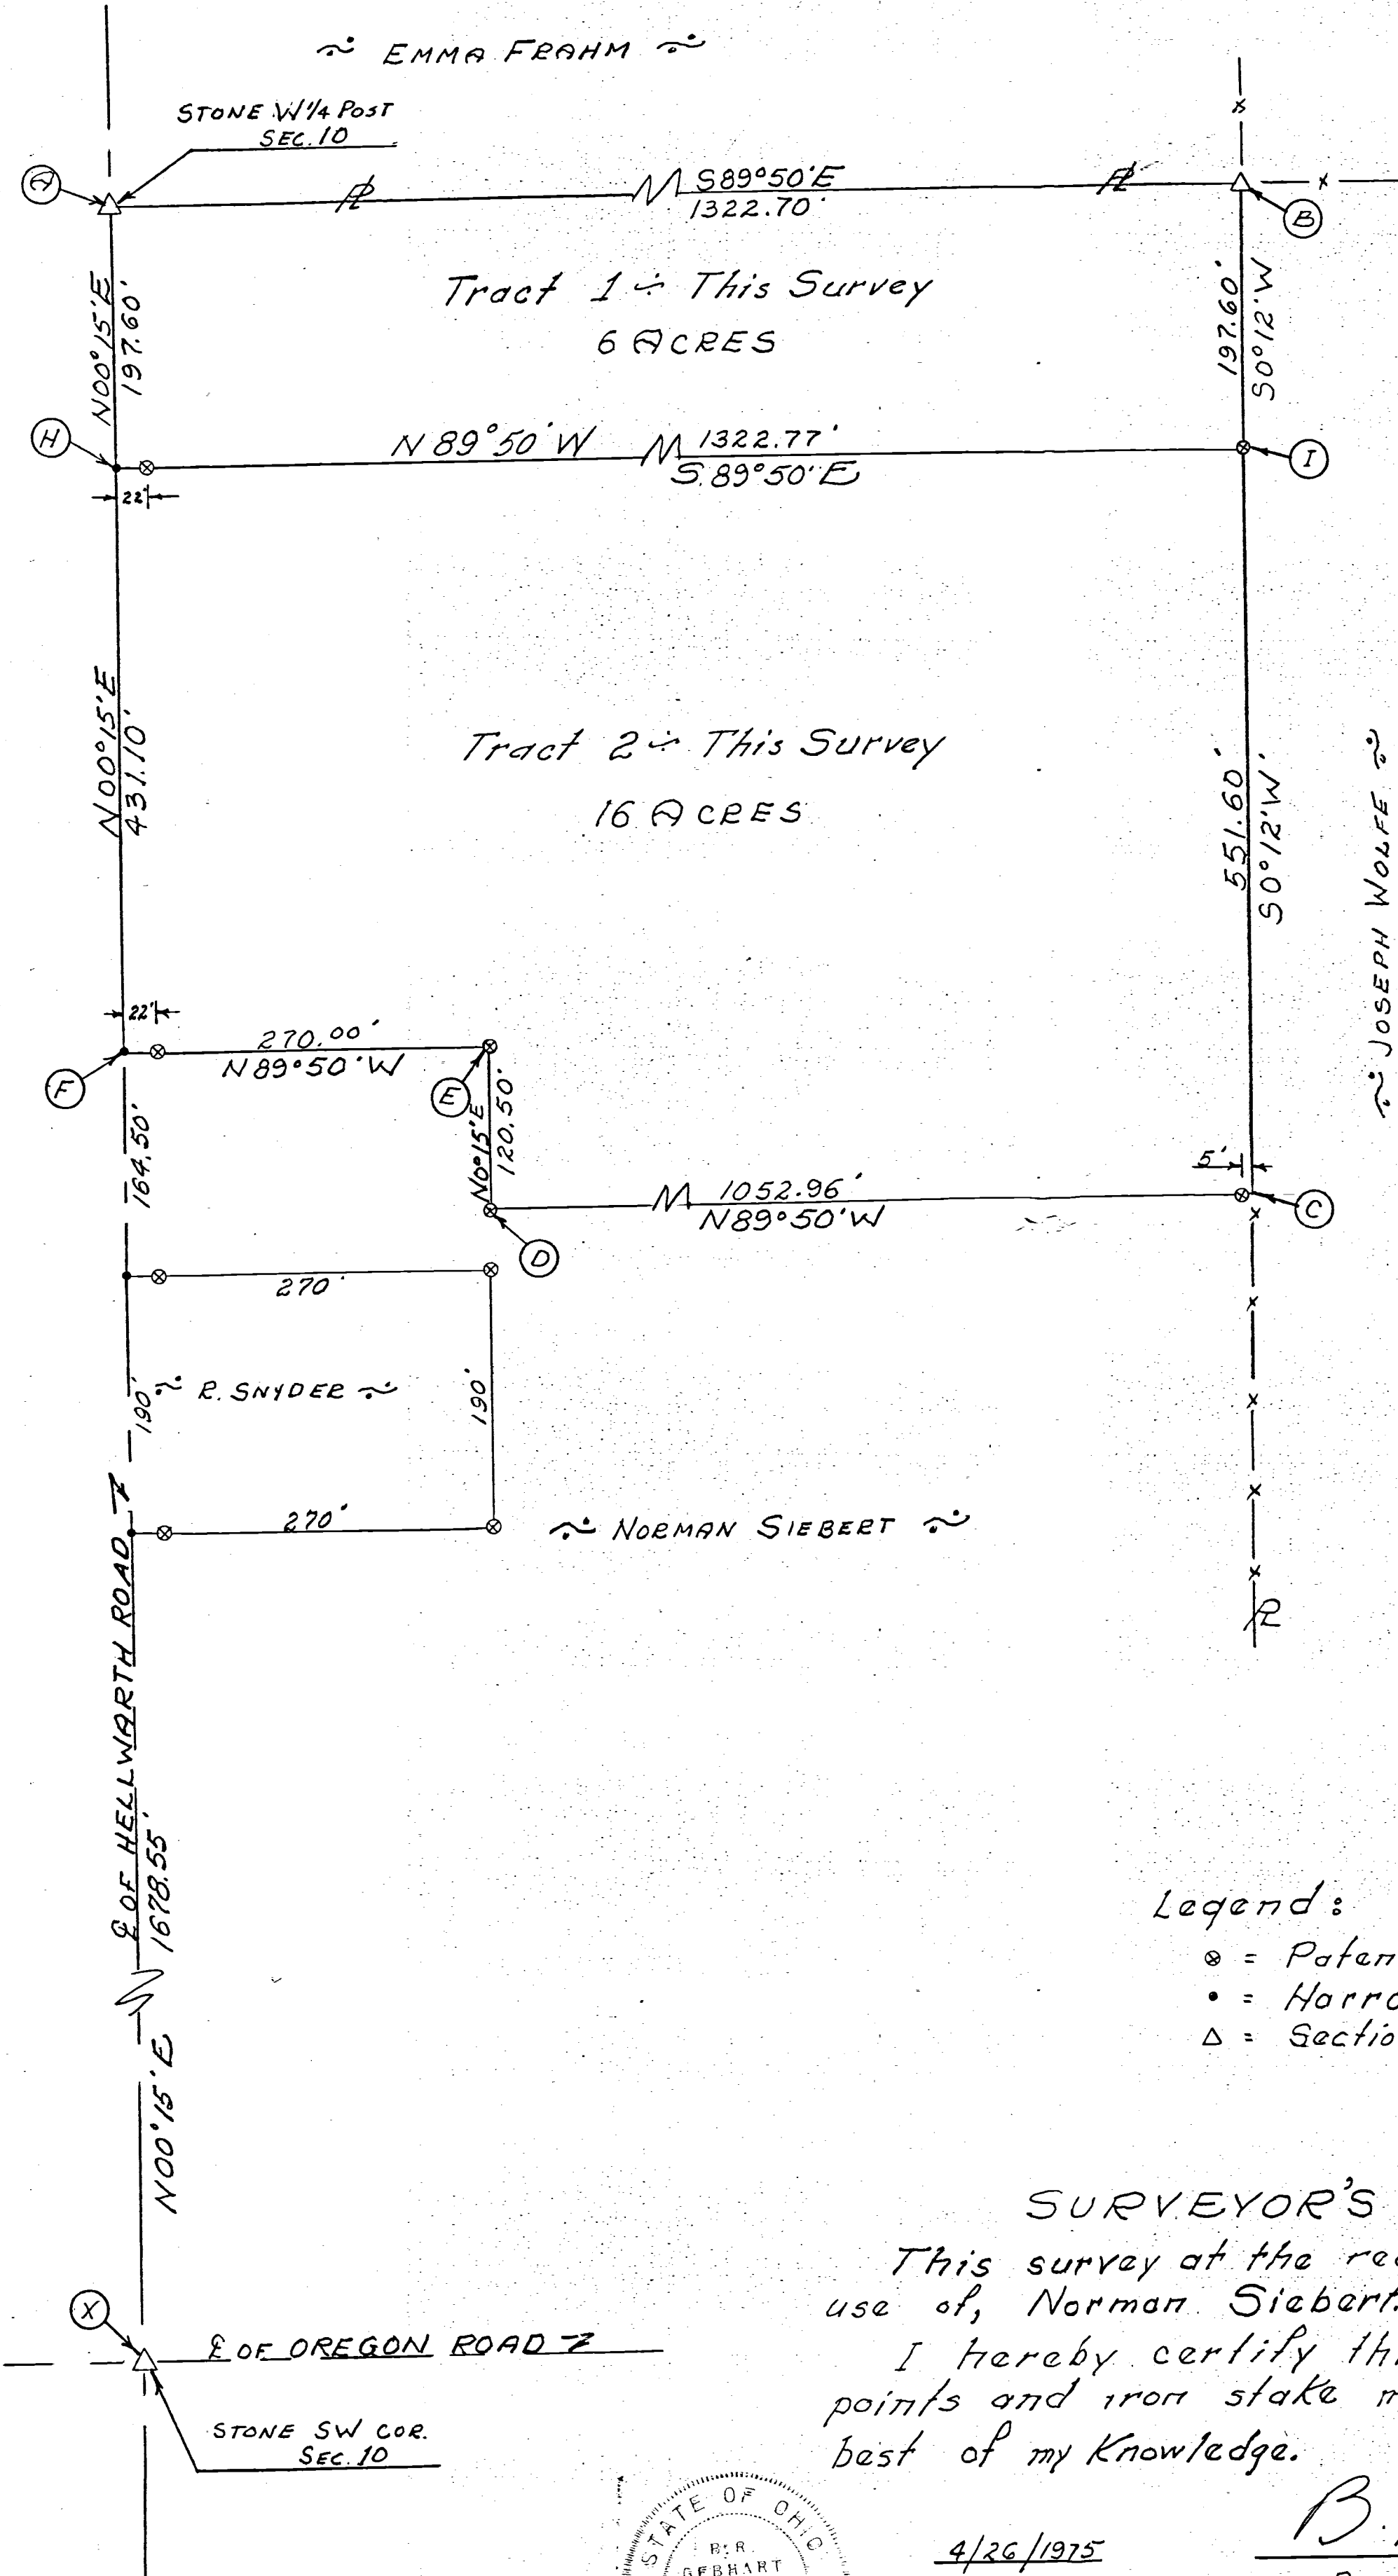 EMMA FRAHM
STONE W 1/4 POST
SEC. 10
A
PL
S89°50'E
1322.70'
PL
B
N00°15'E
197.60'
Tract 1 ÷ This Survey
6 ACRES
197.60'
S0°12'W
H
N 89°50' W
1322.77'
S. 89°50' E
I
22'
N00°15'E
431.10'
Tract 2 ÷ This Survey
16 ACRES
551.60'
S0°12'W
JOSEPH WOLFE
22'
270.00'
N89°50'W
F
E
N0°15'E
120.50'
164.50'
5'
1052.96'
N89°50'W
C
D
270'
190'
R. SNYDER
190'
270'
NORMAN SIEBERT
PL
℄ OF HELLWARTH ROAD
1678.55'
N00°15'E
Legend:
⊗ = Paten
• = Harro
△ = Sectio
SURVEYOR'S
This survey at the re
use of, Norman Siebert.
I hereby certify th
points and iron stake m
best of my Knowledge.
X
℄ OF OREGON ROAD
STONE SW COR.
SEC. 10
STATE OF OHIO
B. R.
GEBHART
4/26/1975
B.